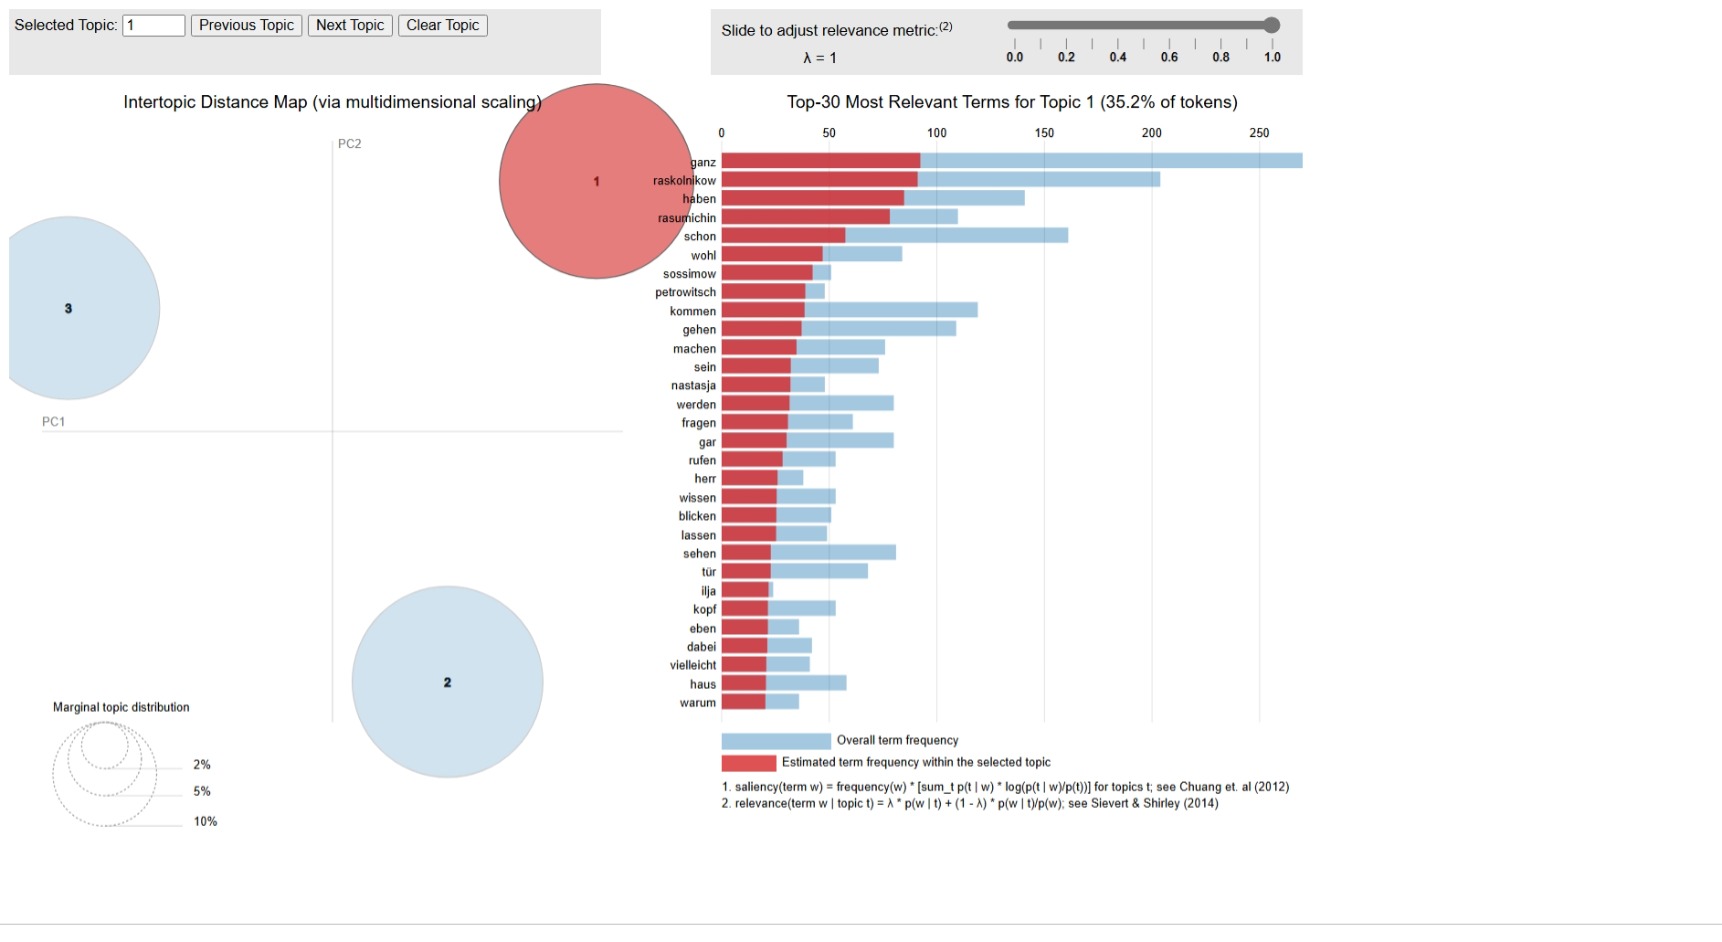 Selected Topic: 1 Previous Topic Next Topic Clear Topic
Slide to adjust relevance metric:(2)
λ = 1
0.0 0.2 0.4 0.6 0.8 1.0
Intertopic Distance Map (via multidimensional scaling)
PC2
PC1
1
3
2
Marginal topic distribution
2%
5%
10%
Top-30 Most Relevant Terms for Topic 1 (35.2% of tokens)
0 50 100 150 200 250
ganz
raskolnikow
haben
rasumichin
schon
wohl
sossimow
petrowitsch
kommen
gehen
machen
sein
nastasja
werden
fragen
gar
rufen
herr
wissen
blicken
lassen
sehen
tür
ilja
kopf
eben
dabei
vielleicht
haus
warum
Overall term frequency
Estimated term frequency within the selected topic
1. saliency(term w) = frequency(w) * [sum_t p(t | w) * log(p(t | w)/p(t))] for topics t; see Chuang et. al (2012)
2. relevance(term w | topic t) = λ * p(w | t) + (1 - λ) * p(w | t)/p(w); see Sievert & Shirley (2014)